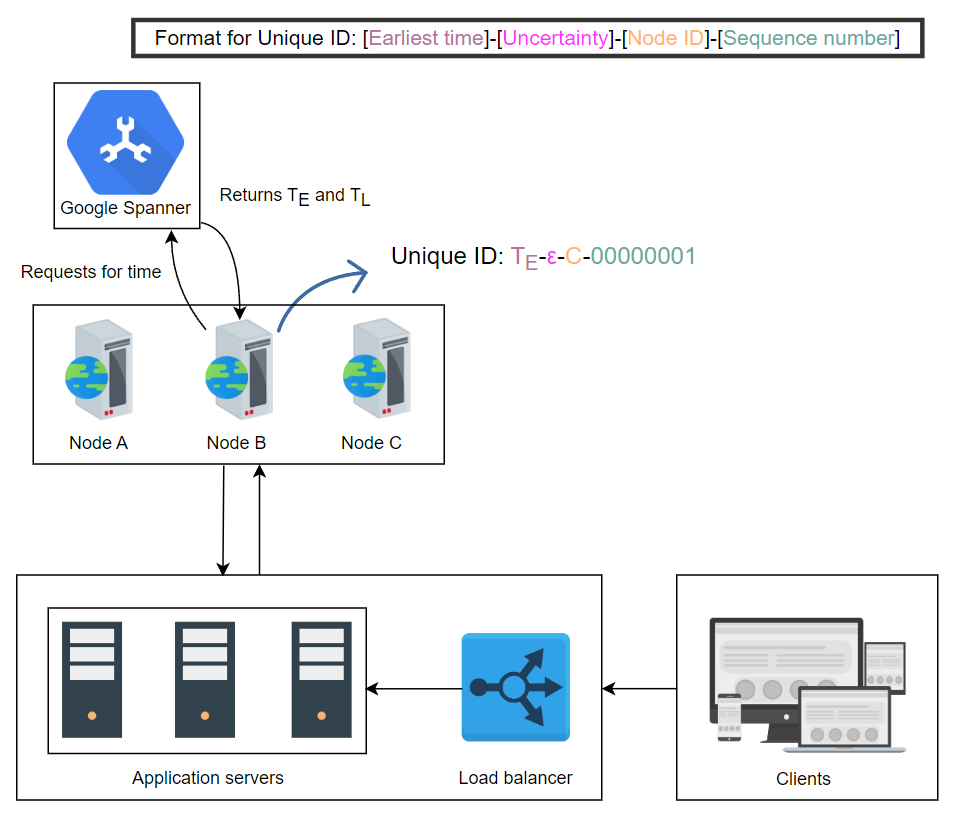 Format for Unique ID: [Earliest time]-[Uncertainty]-[Node ID]-[Sequence number]
Google Spanner
Returns T_E and T_L
Requests for time
Unique ID: T_E-ε-C-00000001
Node A
Node B
Node C
Application servers
Load balancer
Clients